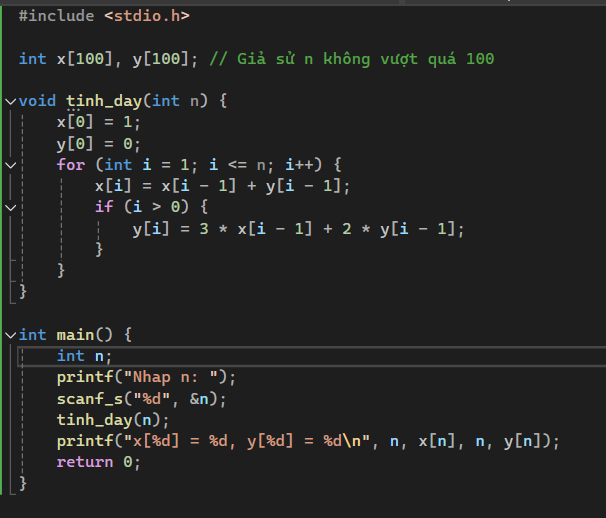 #include <stdio.h>
int x[100], y[100]; // Giả sử n không vượt quá 100
void tinh_day(int n) {
x[0] = 1;
y[0] = 0;
for (int i = 1; i <= n; i++) {
x[i] = x[i - 1] + y[i - 1];
if (i > 0) {
y[i] = 3 * x[i - 1] + 2 * y[i - 1];
}
}
}
int main() {
int n;
printf("Nhap n: ");
scanf_s("%d", &n);
tinh_day(n);
printf("x[%d] = %d, y[%d] = %d\n", n, x[n], n, y[n]);
return 0;
}